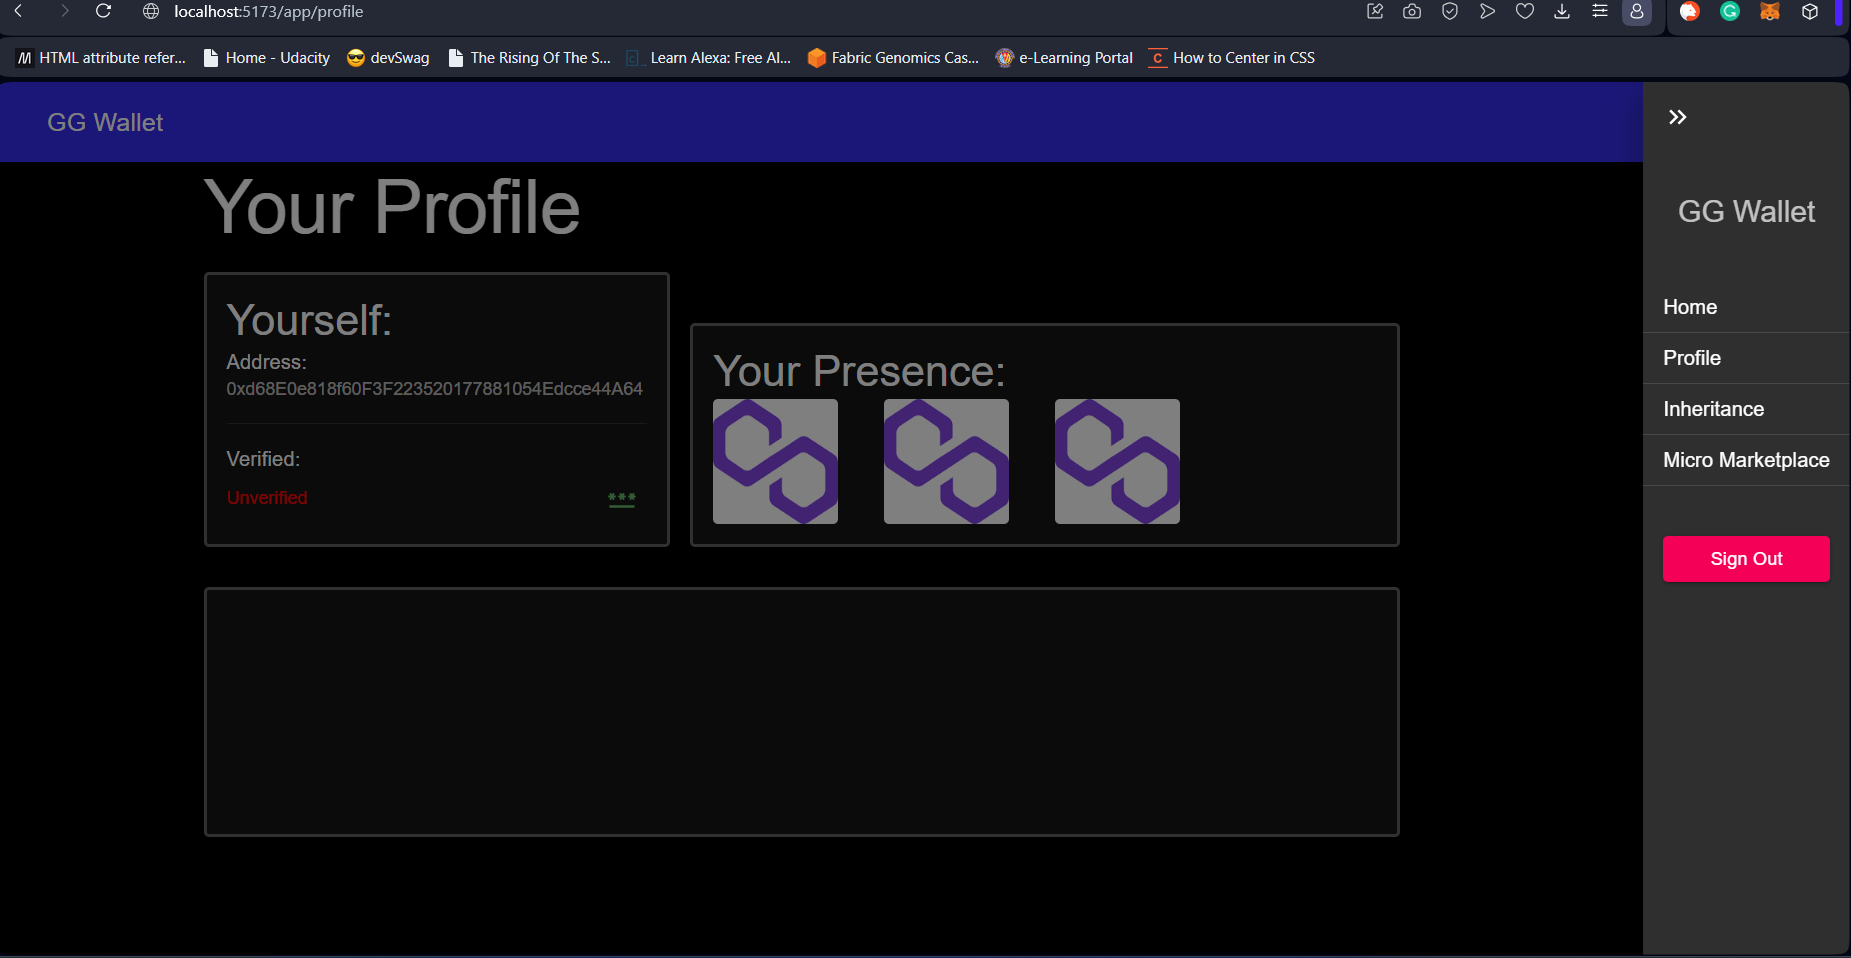 localhost:5173/app/profile
HTML attribute refer... Home - Udacity devSwag The Rising Of The S... Learn Alexa: Free AI... Fabric Genomics Cas... e-Learning Portal How to Center in CSS
GG Wallet
Your Profile
Yourself:
Address:
0xd68E0e818f60F3F223520177881054Edcce44A64
Verified:
Unverified
***
Your Presence:
GG Wallet
Home
Profile
Inheritance
Micro Marketplace
Sign Out